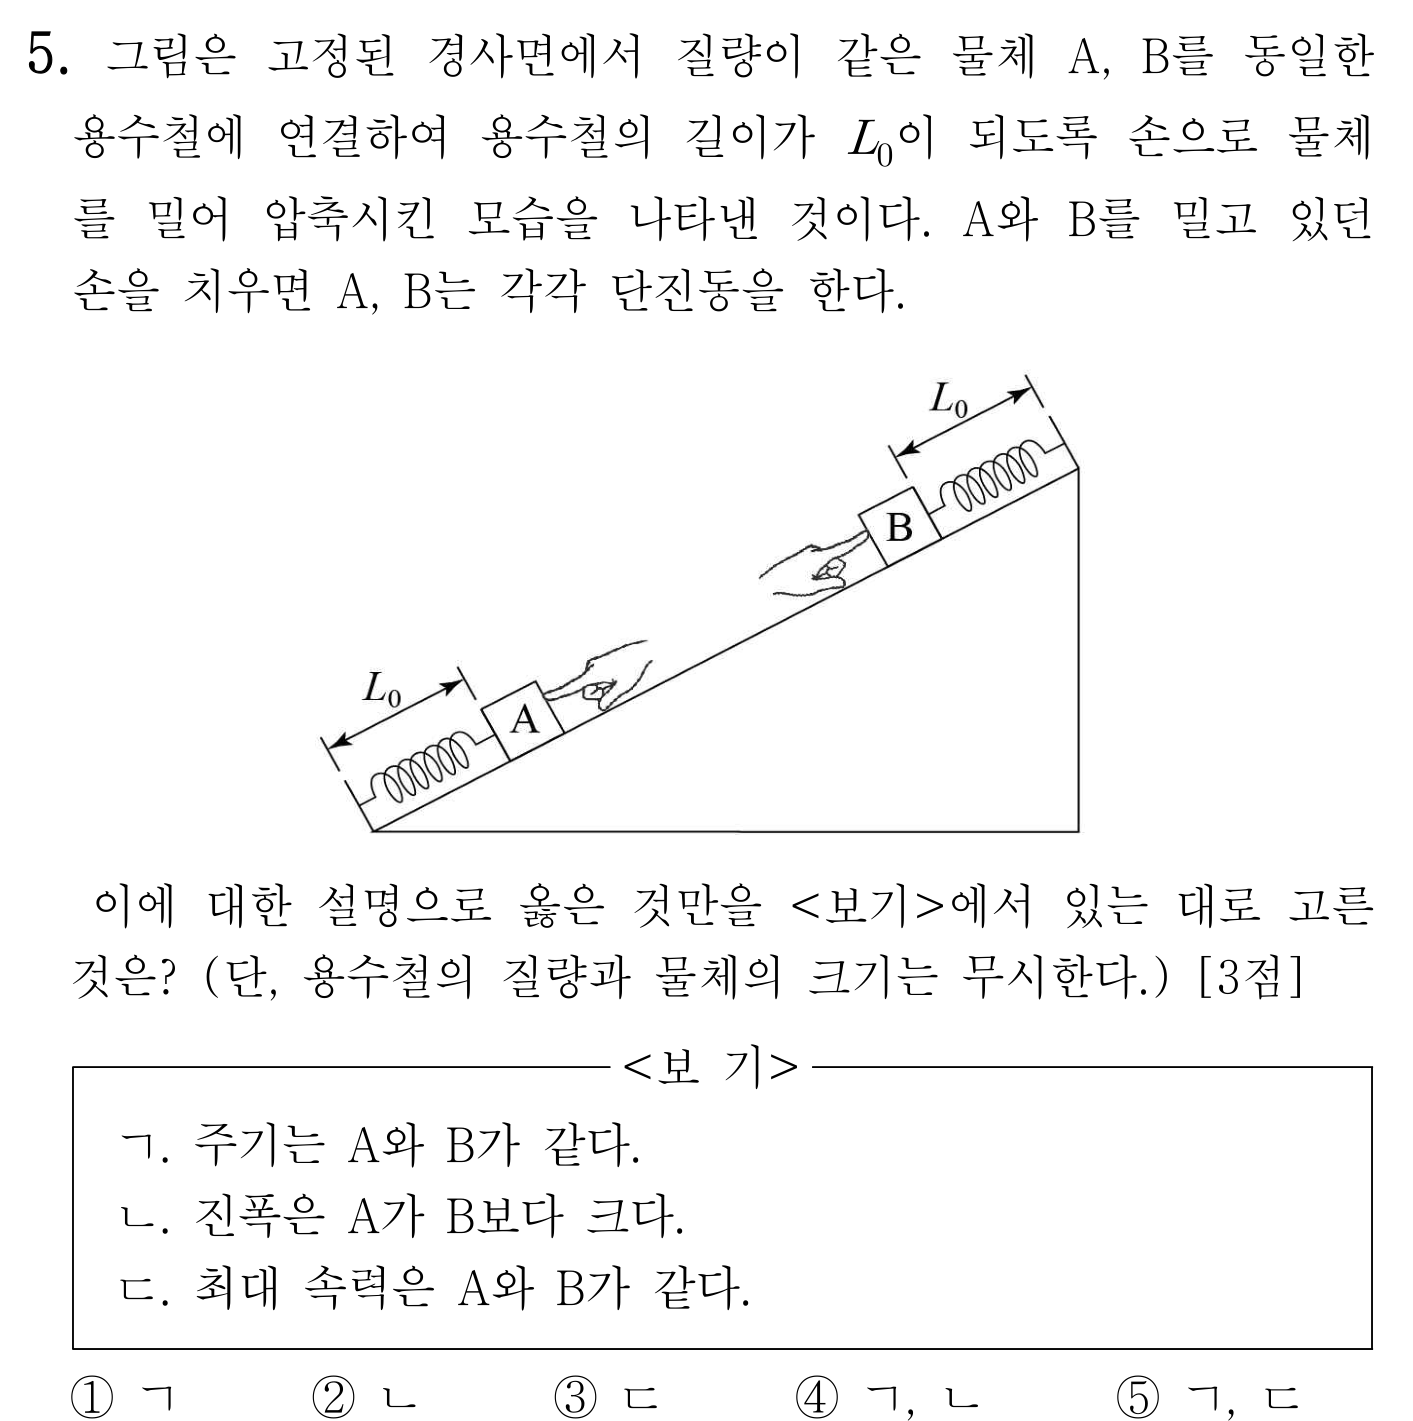 5. 그림은 고정된 경사면에서 질량이 같은 물체 A, B를 동일한
용수철에 연결하여 용수철의 길이가 L₀이 되도록 손으로 물체
를 밀어 압축시킨 모습을 나타낸 것이다. A와 B를 밀고 있던
손을 치우면 A, B는 각각 단진동을 한다.
L₀
B
L₀
A
이에 대한 설명으로 옳은 것만을 <보기>에서 있는 대로 고른
것은? (단, 용수철의 질량과 물체의 크기는 무시한다.) [3점]
<보 기>
ㄱ. 주기는 A와 B가 같다.
ㄴ. 진폭은 A가 B보다 크다.
ㄷ. 최대 속력은 A와 B가 같다.
① ㄱ ② ㄴ ③ ㄷ ④ ㄱ, ㄴ ⑤ ㄱ, ㄷ